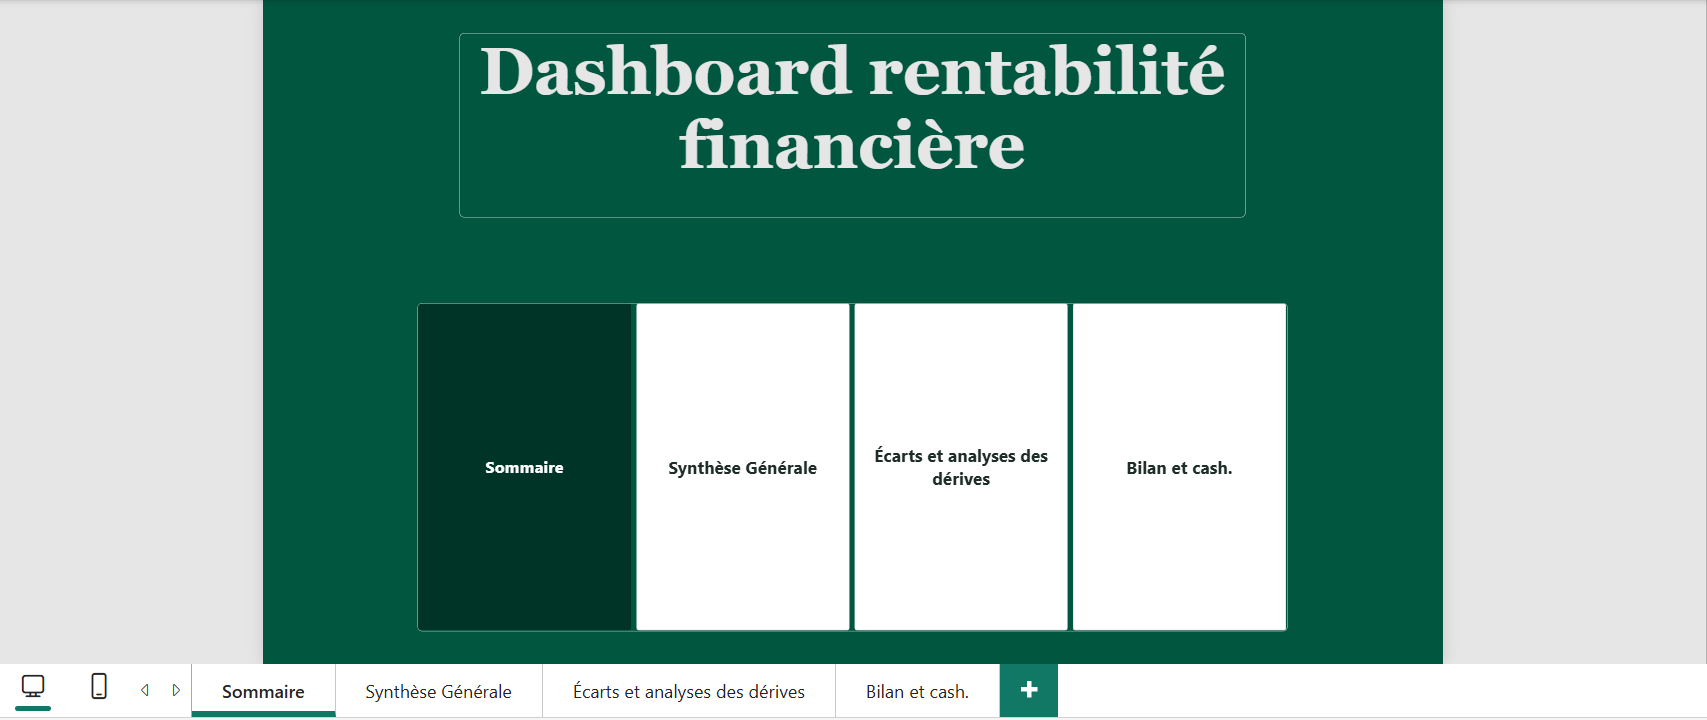 Dashboard rentabilité
financière
Sommaire
Synthèse Générale
Écarts et analyses des
dérives
Bilan et cash.
Sommaire
Synthèse Générale
Écarts et analyses des dérives
Bilan et cash.